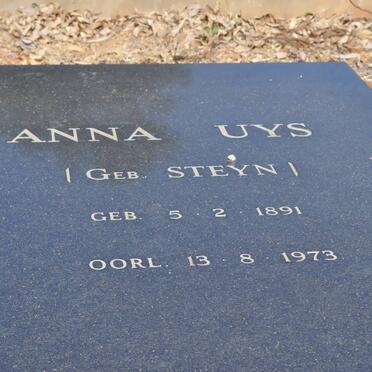 ANNA UYS
(GEB. STEYN)
GEB. 5 · 2 · 1891
OORL. 13 · 8 · 1973